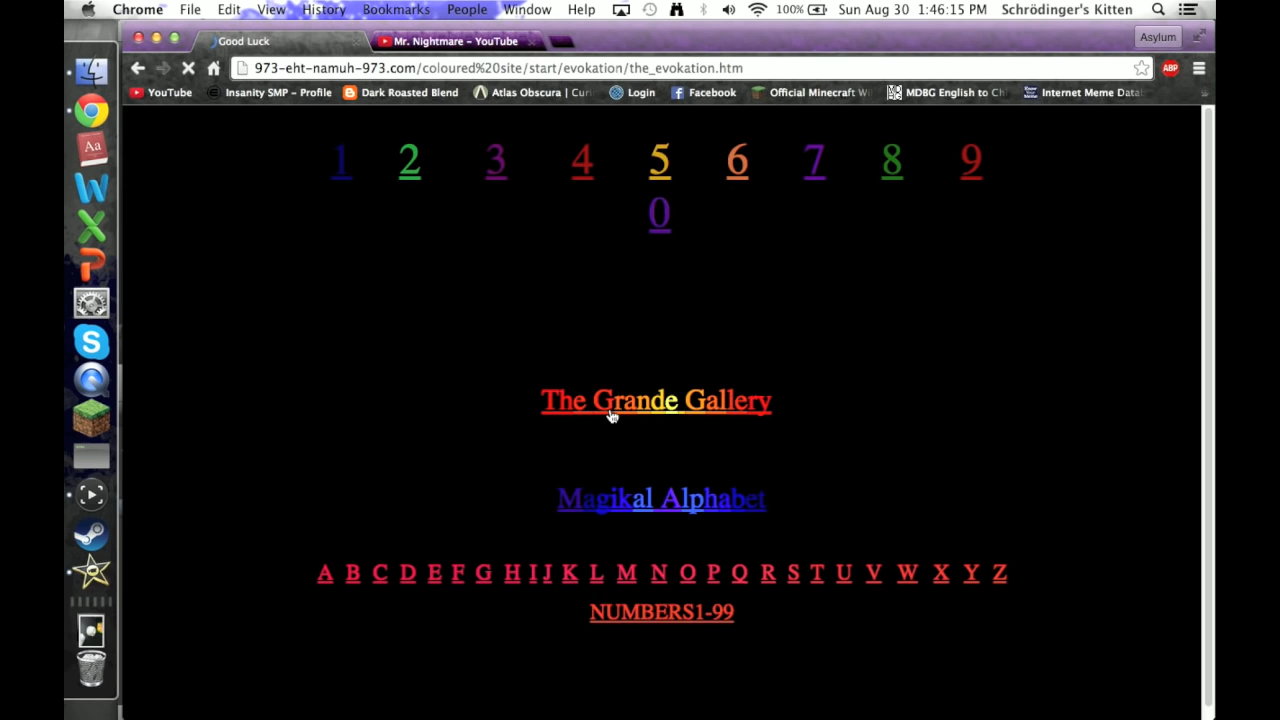 Chrome File Edit View History Bookmarks People Window Help 100% Sun Aug 30 1:46:15 PM Schrödinger's Kitten
Good Luck Mr. Nightmare – YouTube Asylum
973-eht-namuh-973.com/coloured%20site/start/evokation/the_evokation.htm ABP
YouTube Insanity SMP – Profile Dark Roasted Blend Atlas Obscura | Curi Login Facebook Official Minecraft Wi MDBG English to Chi Internet Meme Datab
1 2 3 4 5 6 7 8 9
0
The Grande Gallery
Magikal Alphabet
A B C D E F G H I J K L M N O P Q R S T U V W X Y Z
NUMBERS1-99